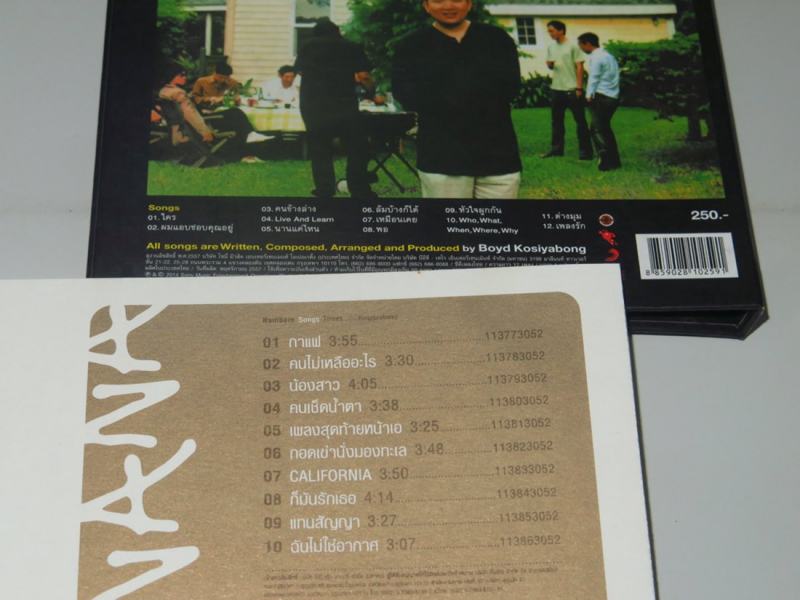 Songs
01. ใคร
02. ผมแอบชอบคุณอยู่
03. คนข้างล่าง
04. Live And Learn
05. นานแค่ไหน
06. ล้มบ้างก็ได้
07. เหมือนเคย
08. พอ
09. หัวใจผูกกัน
10. Who, What,
When, Where, Why
11. ต่างมุม
12. เพลงรัก
250.-
All songs are Written, Composed, Arranged and Produced by Boyd Kosiyabong
8 859028 102591
Numbers Songs Times
01 กาแฟ 3:55 113773052
02 คนไม่เหลืออะไร 3:30 113783052
03 น้องสาว 4:05 113793052
04 คนเช็ดน้ำตา 3:38 113803052
05 เพลงสุดท้ายหน้าเอ 3:25 113813052
06 กอดเข่านั่งมองทะเล 3:48 113823052
07 CALIFORNIA 3:50 113833052
08 ก็มันรักเธอ 4:14 113843052
09 แทนสัญญา 3:27 113853052
10 ฉันไม่ใช่อากาศ 3:07 113863052
NANA